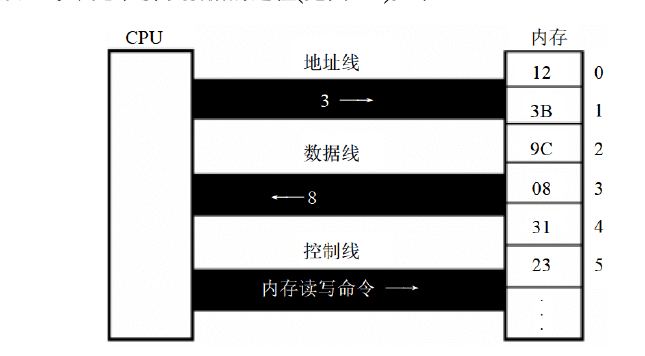 CPU
内存
地址线
12 0
3 →
3B 1
数据线
9C 2
← 8
08 3
31 4
控制线
23 5
内存读写命令 →
.
.
.